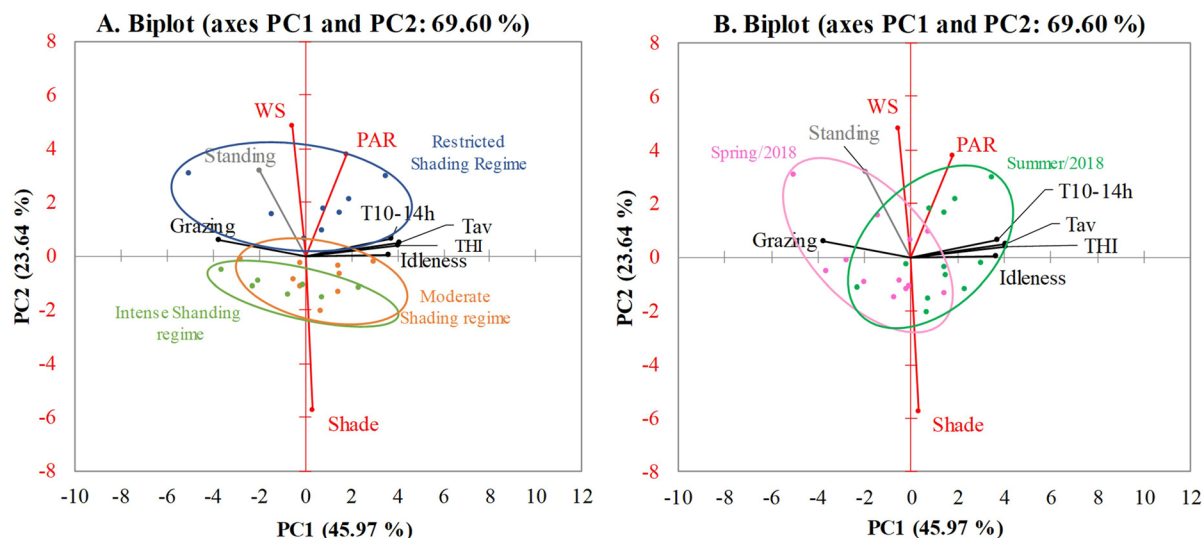 A. Biplot (axes PC1 and PC2: 69.60 %)
8
6
4
2
0
-2
-4
-6
-8
PC2 (23.64 %)
WS
PAR
Standing
Restricted
Shading Regime
Grazing
T10-14h
Tav
THI
Idleness
Intense Shanding
regime
Moderate
Shading regime
Shade
-10 -8 -6 -4 -2 0 2 4 6 8 10 12
PC1 (45.97 %)
B. Biplot (axes PC1 and PC2: 69.60 %)
8
6
4
2
0
-2
-4
-6
-8
PC2 (23.64 %)
WS
PAR
Standing
Spring/2018
Summer/2018
T10-14h
Grazing
Tav
THI
Idleness
Shade
-10 -8 -6 -4 -2 0 2 4 6 8 10 12
PC1 (45.97 %)